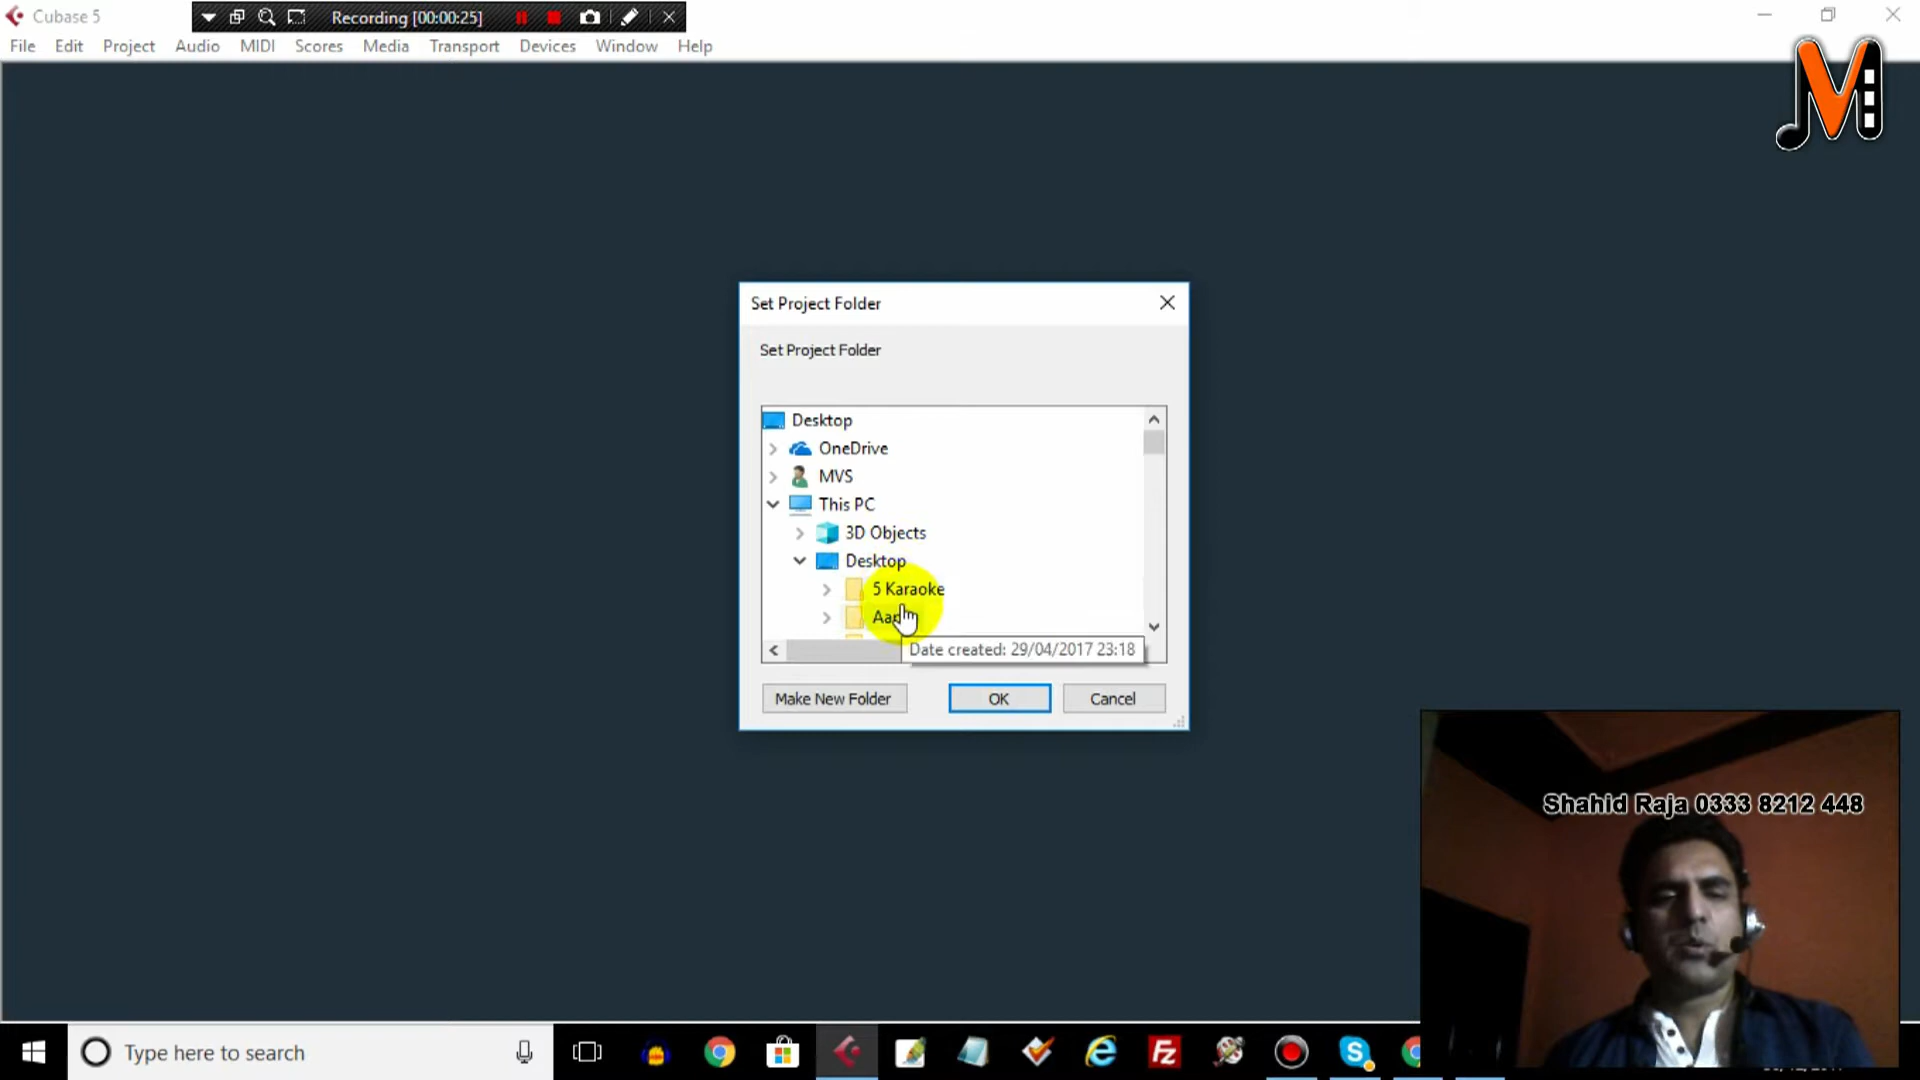 Cubase 5
Recording [00:00:25]
File Edit Project Audio MIDI Scores Media Transport Devices Window Help
Set Project Folder
Set Project Folder
Desktop
OneDrive
MVS
This PC
3D Objects
Desktop
5 Karaoke
Date created: 29/04/2017 23:18
Make New Folder OK Cancel
Shahid Raja 0333 8212 448
Type here to search